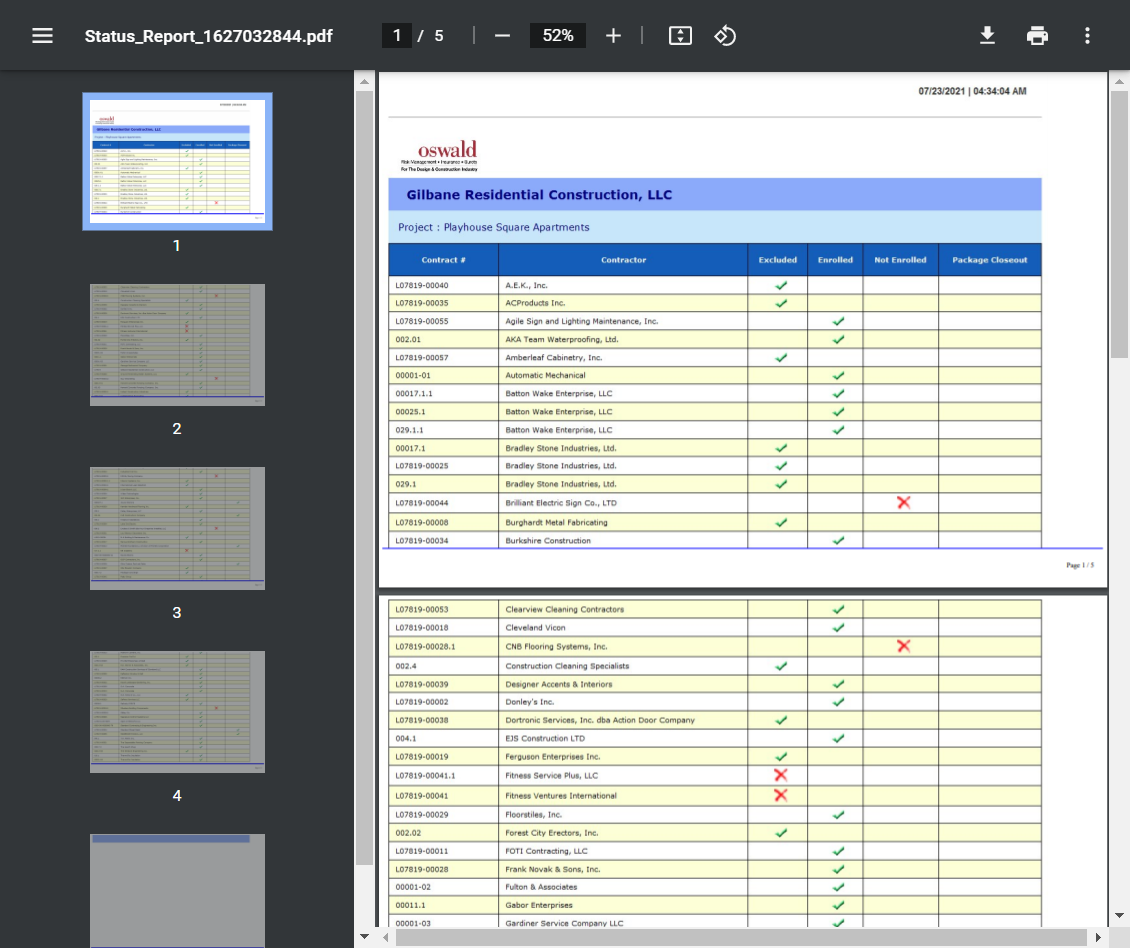 Status_Report_1627032844.pdf 1 / 5 52%
07/23/2021 | 04:34:04 AM
oswald
Risk Management • Insurance • Surety
For The Design & Construction Industry
Gilbane Residential Construction, LLC
Project : Playhouse Square Apartments
Contract # Contractor Excluded Enrolled Not Enrolled Package Closeout
L07819-00040 A.E.K., Inc.
L07819-00035 ACProducts Inc.
L07819-00055 Agile Sign and Lighting Maintenance, Inc.
002.01 AKA Team Waterproofing, Ltd.
L07819-00057 Amberleaf Cabinetry, Inc.
00001-01 Automatic Mechanical
00017.1.1 Batton Wake Enterprise, LLC
00025.1 Batton Wake Enterprise, LLC
029.1.1 Batton Wake Enterprise, LLC
00017.1 Bradley Stone Industries, Ltd.
L07819-00025 Bradley Stone Industries, Ltd.
029.1 Bradley Stone Industries, Ltd.
L07819-00044 Brilliant Electric Sign Co., LTD
L07819-00008 Burghardt Metal Fabricating
L07819-00034 Burkshire Construction
Page 1 / 5
L07819-00053 Clearview Cleaning Contractors
L07819-00018 Cleveland Vicon
L07819-00028.1 CNB Flooring Systems, Inc.
002.4 Construction Cleaning Specialists
L07819-00039 Designer Accents & Interiors
L07819-00002 Donley's Inc.
L07819-00038 Dortronic Services, Inc. dba Action Door Company
004.1 EJS Construction LTD
L07819-00019 Ferguson Enterprises Inc.
L07819-00041.1 Fitness Service Plus, LLC
L07819-00041 Fitness Ventures International
L07819-00029 Floorstiles, Inc.
002.02 Forest City Erectors, Inc.
L07819-00011 FOTI Contracting, LLC
L07819-00028 Frank Novak & Sons, Inc.
00001-02 Fulton & Associates
00011.1 Gabor Enterprises
00001-03 Gardiner Service Company LLC
1
2
3
4